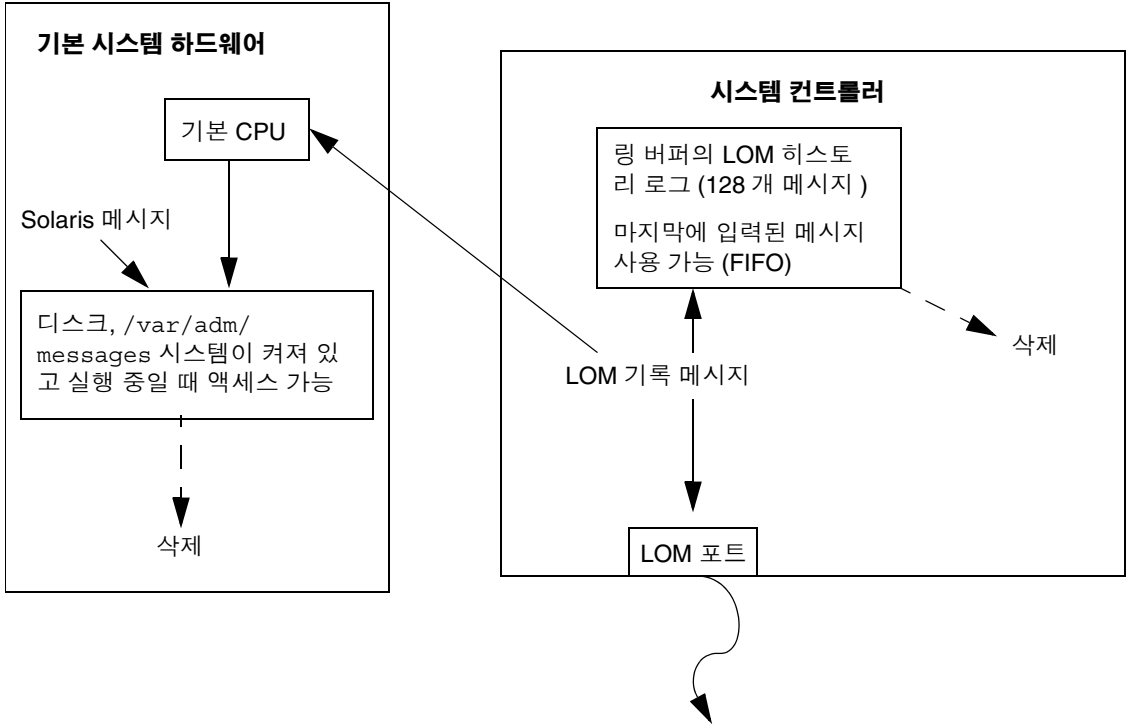 기본 시스템 하드웨어
기본 CPU
Solaris 메시지
디스크, /var/adm/
messages 시스템이 켜져 있
고 실행 중일 때 액세스 가능
삭제
시스템 컨트롤러
링 버퍼의 LOM 히스토
리 로그 (128 개 메시지 )
마지막에 입력된 메시지
사용 가능 (FIFO)
삭제
LOM 기록 메시지
LOM 포트